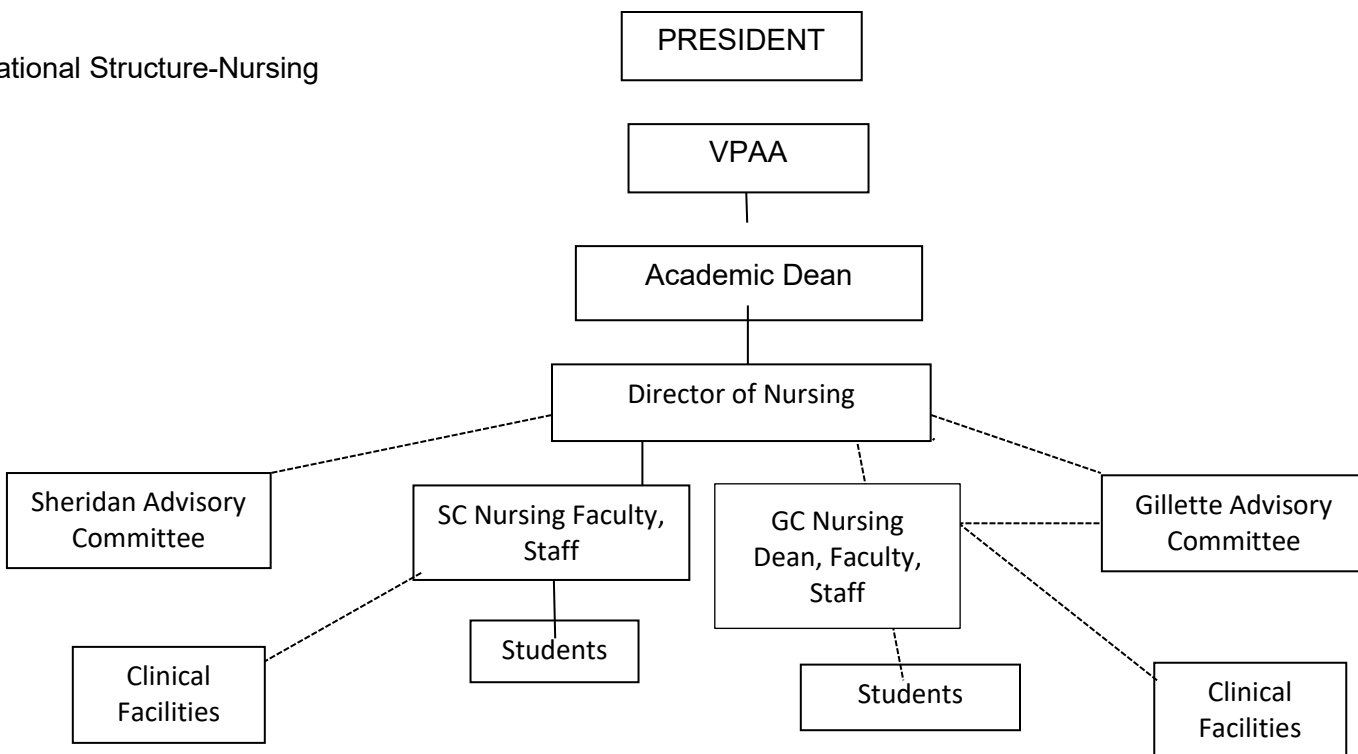 PRESIDENT
ational Structure-Nursing
VPAA
Academic Dean
Director of Nursing
Sheridan Advisory
Committee
SC Nursing Faculty,
Staff
GC Nursing
Dean, Faculty,
Staff
Gillette Advisory
Committee
Clinical
Facilities
Students
Students
Clinical
Facilities